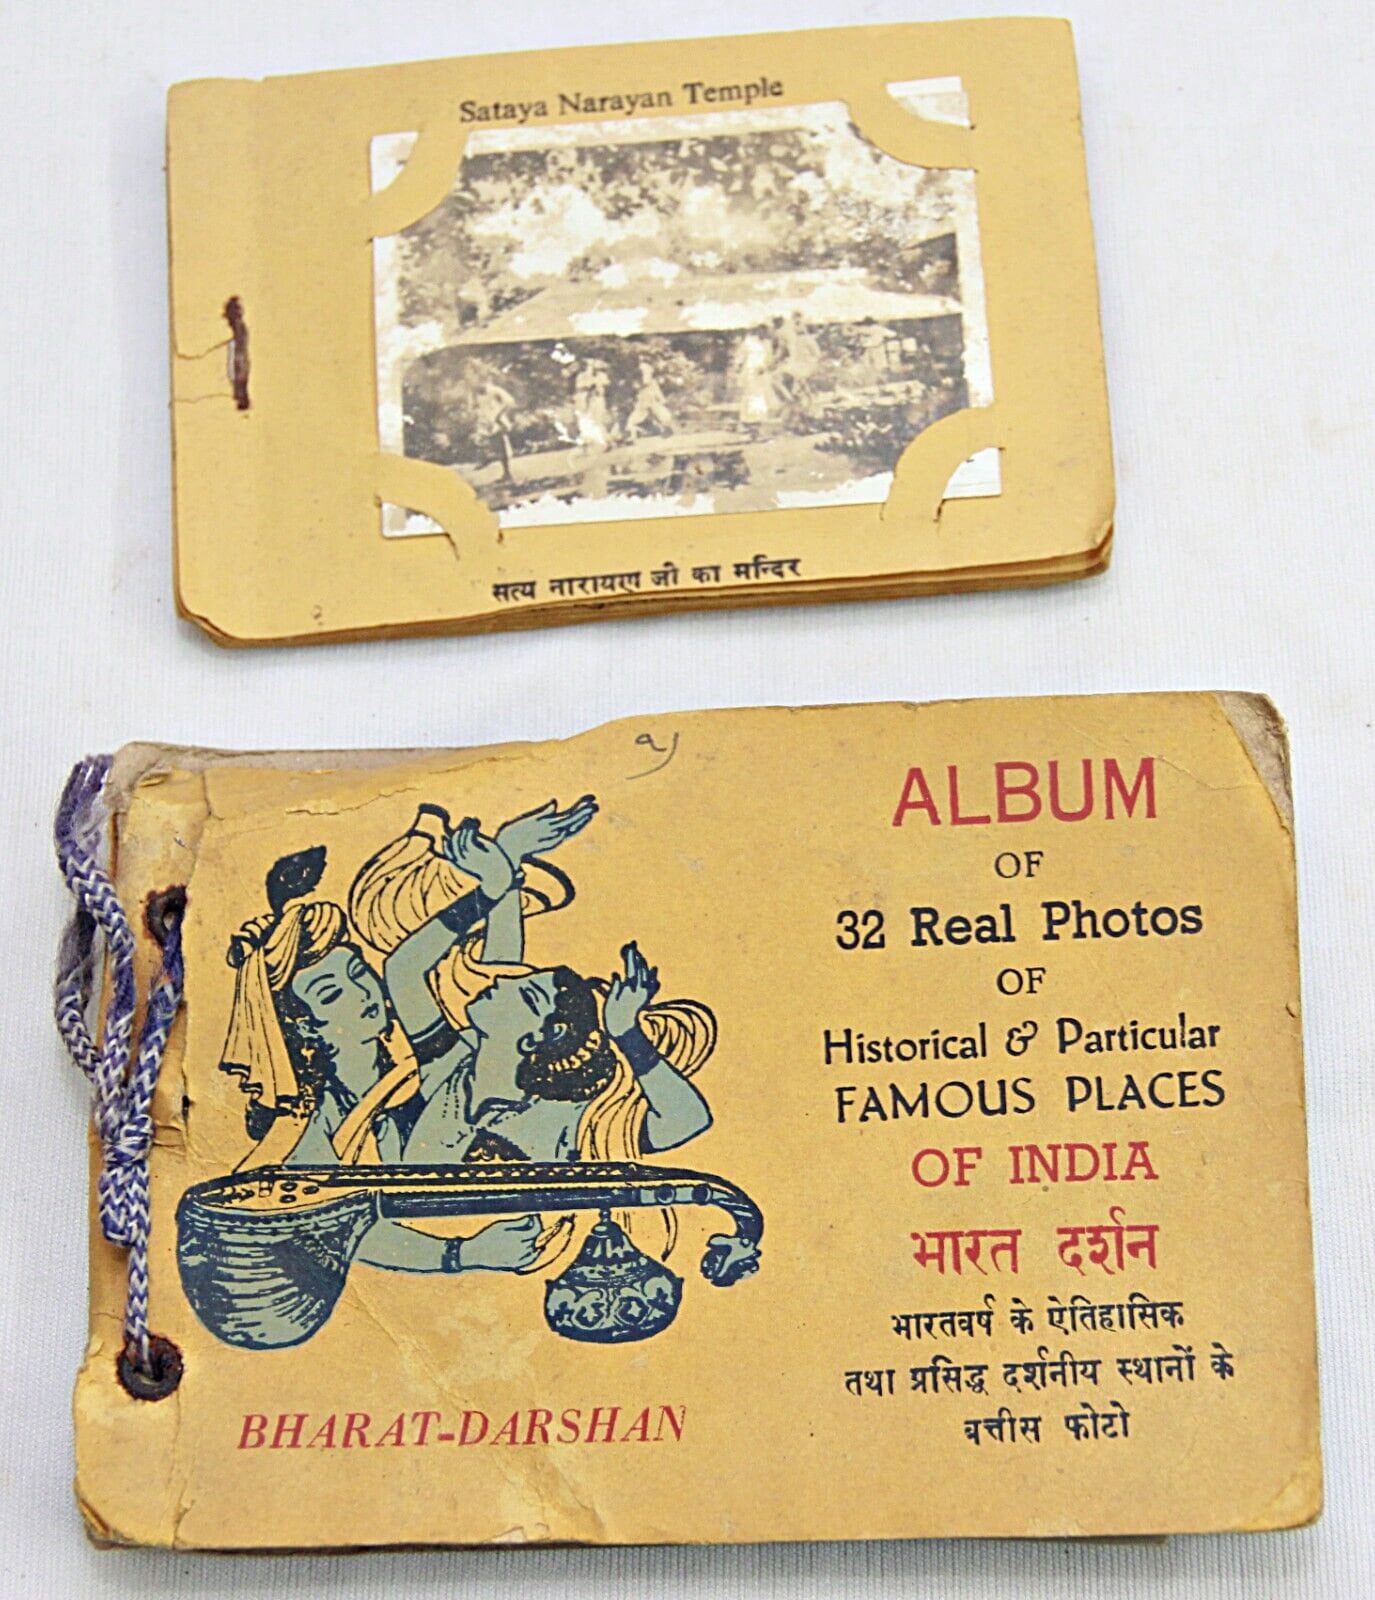 Sataya Narayan Temple
सत्य नारायण जी का मन्दिर
ALBUM
OF
32 Real Photos
OF
Historical & Particular
FAMOUS PLACES
OF INDIA
भारत दर्शन
भारतवर्ष के ऐतिहासिक
तथा प्रसिद्ध दर्शनीय स्थानों के
बत्तीस फोटो
BHARAT-DARSHAN